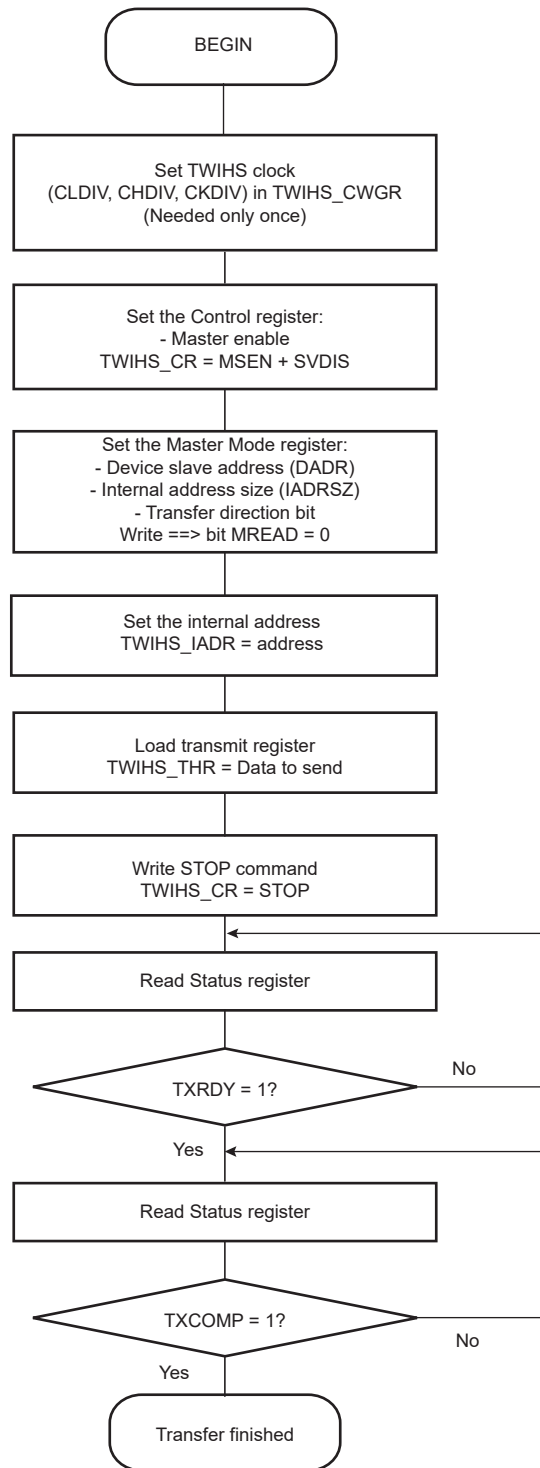 BEGIN
Set TWIHS clock
(CLDIV, CHDIV, CKDIV) in TWIHS_CWGR
(Needed only once)
Set the Control register:
- Master enable
TWIHS_CR = MSEN + SVDIS
Set the Master Mode register:
- Device slave address (DADR)
- Internal address size (IADRSZ)
- Transfer direction bit
Write ==> bit MREAD = 0
Set the internal address
TWIHS_IADR = address
Load transmit register
TWIHS_THR = Data to send
Write STOP command
TWIHS_CR = STOP
Read Status register
TXRDY = 1?
No
Yes
Read Status register
TXCOMP = 1?
No
Yes
Transfer finished